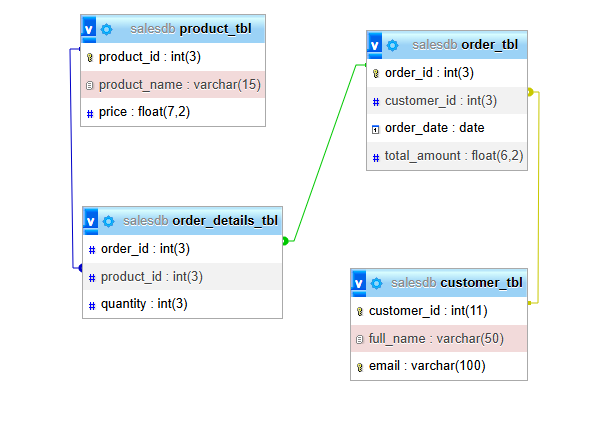 v salesdb product_tbl
product_id : int(3)
product_name : varchar(15)
# price : float(7,2)
v salesdb order_tbl
order_id : int(3)
# customer_id : int(3)
order_date : date
# total_amount : float(6,2)
v salesdb order_details_tbl
# order_id : int(3)
# product_id : int(3)
# quantity : int(3)
v salesdb customer_tbl
customer_id : int(11)
full_name : varchar(50)
email : varchar(100)